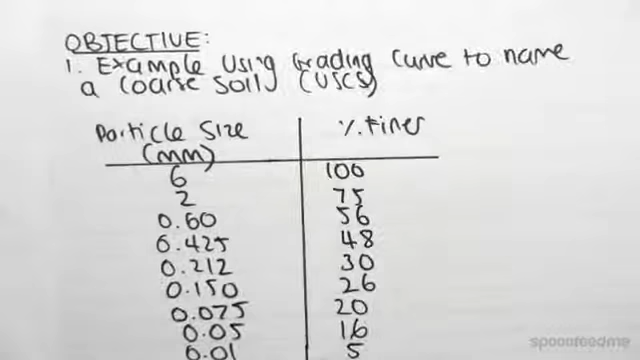 OBJECTIVE:
1. Example Using Grading Curve to name
a Coarse Soil (USCS)
Particle Size | % Finer
(mm)
6 | 100
2 | 75
0.60 | 56
0.425 | 48
0.212 | 30
0.150 | 26
0.075 | 20
0.05 | 16
0.01 | 5
spoonfeedme